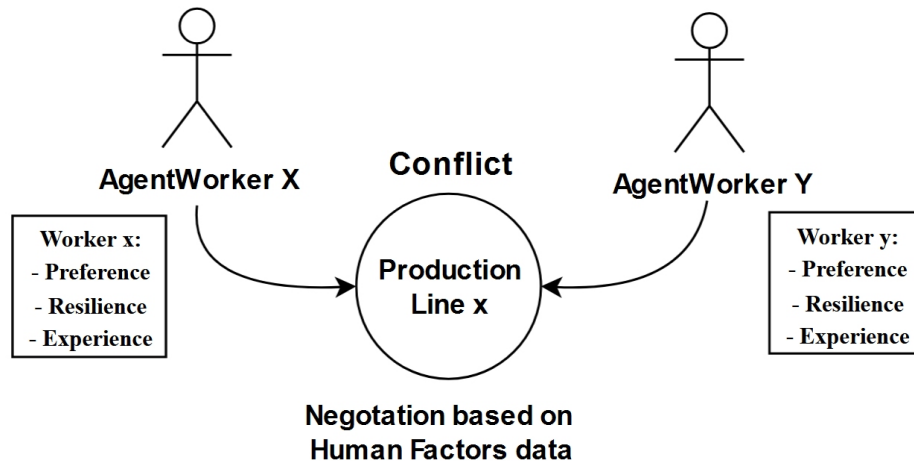 AgentWorker X
Worker x:
- Preference
- Resilience
- Experience
Conflict
Production
Line x
Negotation based on
Human Factors data
AgentWorker Y
Worker y:
- Preference
- Resilience
- Experience